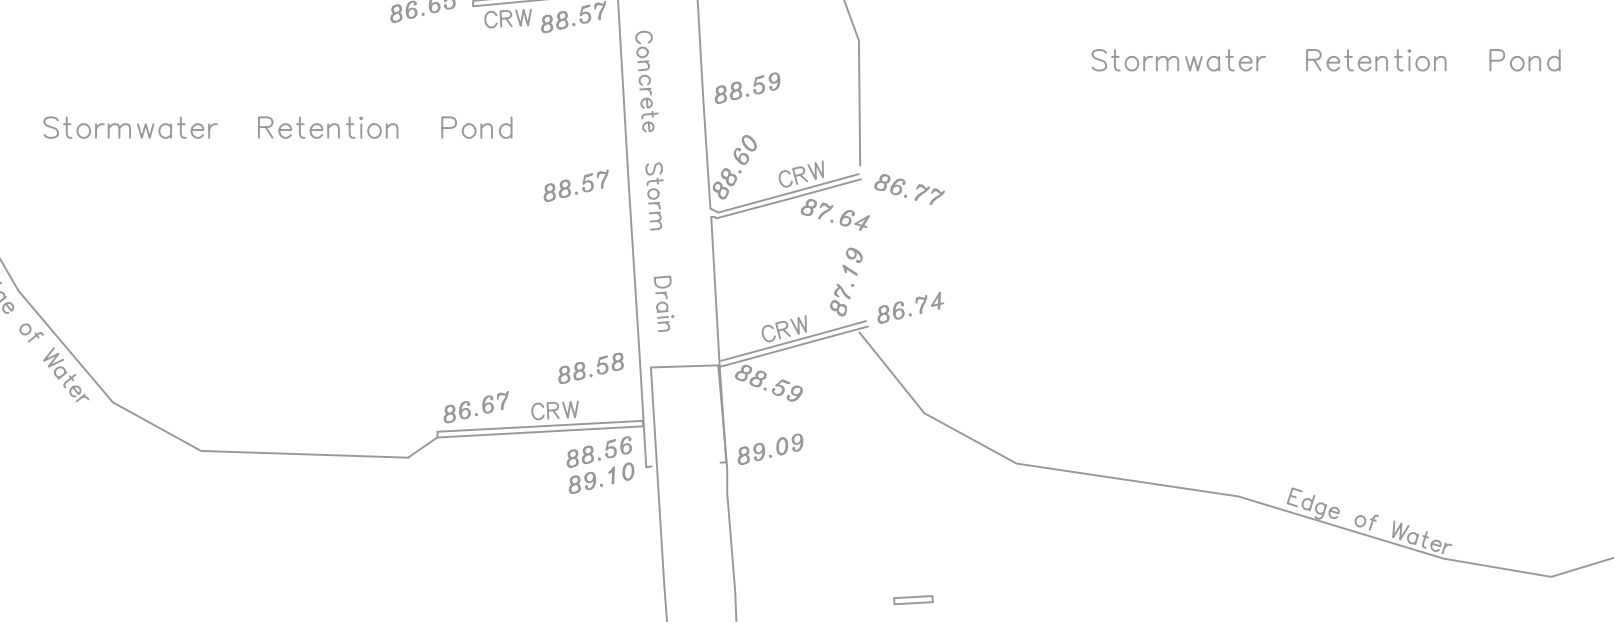 86.65
CRW
88.57
Concrete Storm Drain
Stormwater Retention Pond
88.59
Stormwater Retention Pond
88.60
CRW
86.77
88.57
87.64
87.19
86.74
of Water
CRW
88.58
88.59
86.67
CRW
88.56
89.10
89.09
Edge of Water